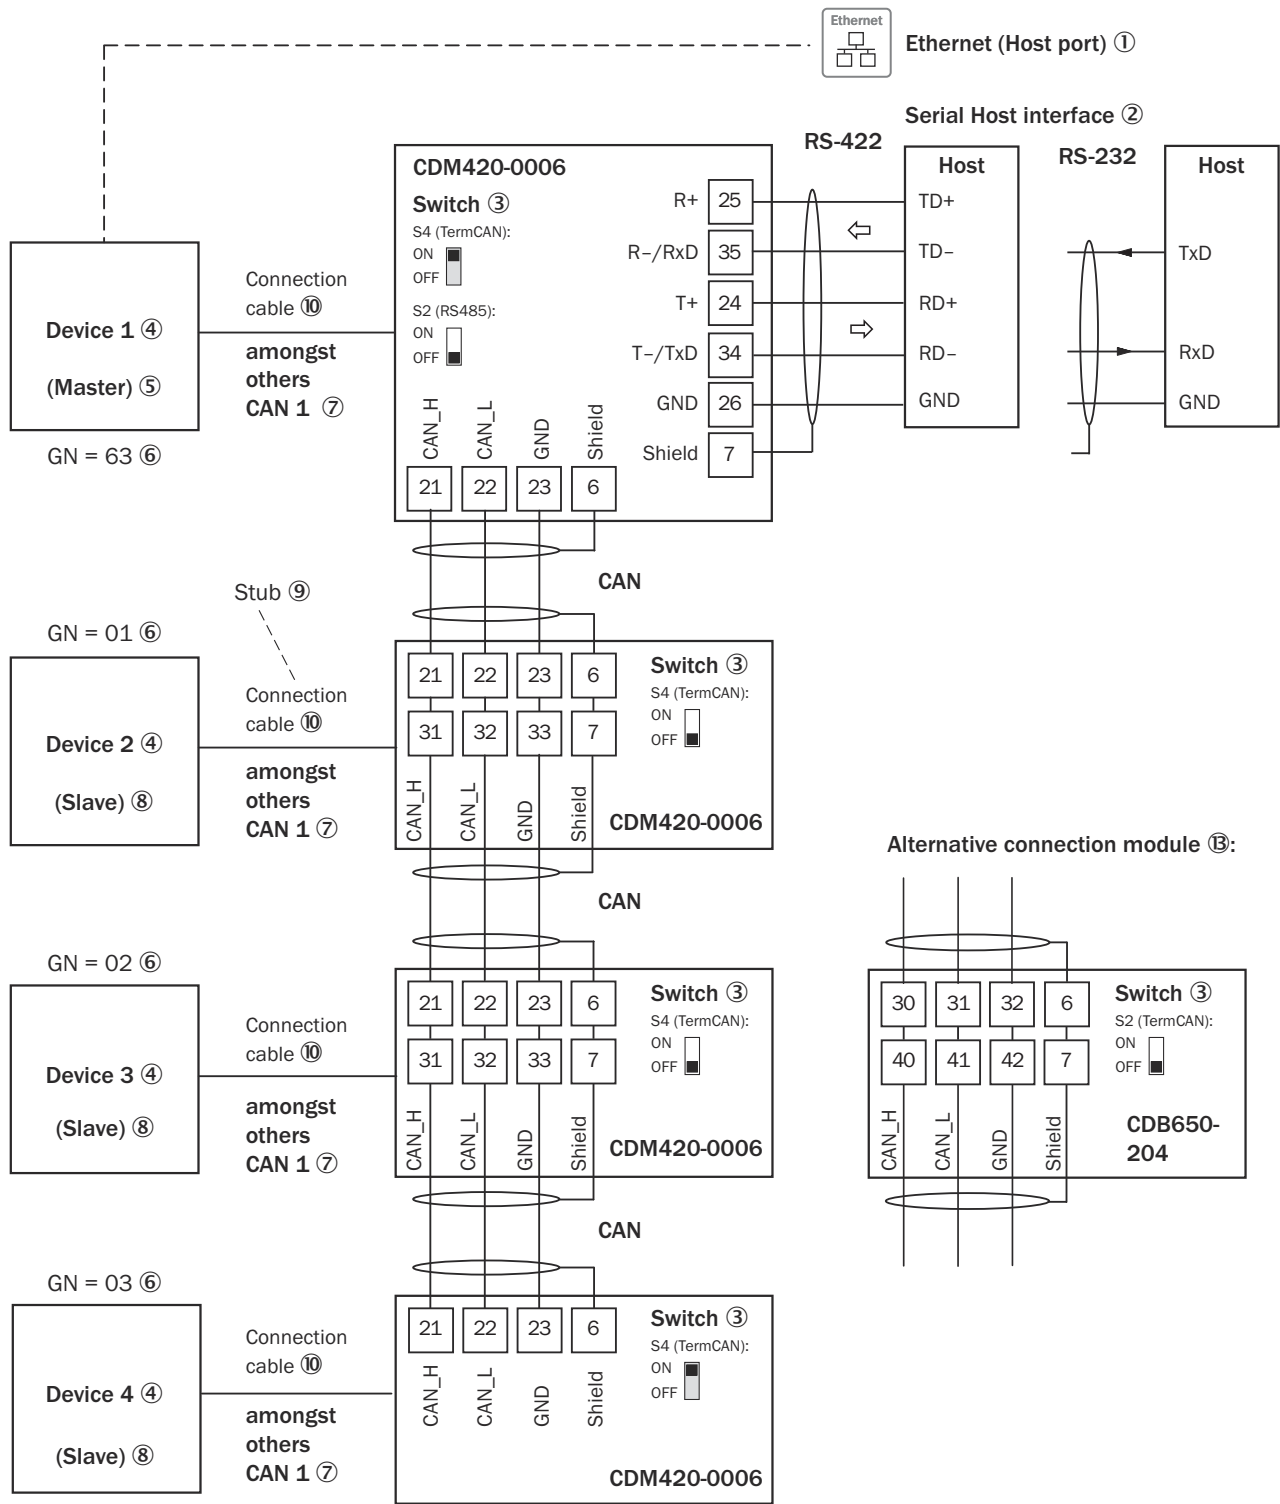 Ethernet
Ethernet (Host port) ①
Serial Host interface ②
RS-422
RS-232
CDM420-0006
Switch ③
S4 (TermCAN):
ON
OFF
S2 (RS485):
ON
OFF
R+ 25
R–/RxD 35
T+ 24
T–/TxD 34
GND 26
Shield 7
CAN_H
CAN_L
GND
Shield
21 22 23 6
Host
TD+
TD–
RD+
RD–
GND
Host
TxD
RxD
GND
Device 1 ④
(Master) ⑤
GN = 63 ⑥
Connection
cable ⑩
amongst
others
CAN 1 ⑦
CAN
Stub ⑨
GN = 01 ⑥
Device 2 ④
(Slave) ⑧
Connection
cable ⑩
amongst
others
CAN 1 ⑦
21 22 23 6
31 32 33 7
CAN_H
CAN_L
GND
Shield
Switch ③
S4 (TermCAN):
ON
OFF
CDM420-0006
CAN
GN = 02 ⑥
Device 3 ④
(Slave) ⑧
Connection
cable ⑩
amongst
others
CAN 1 ⑦
21 22 23 6
31 32 33 7
CAN_H
CAN_L
GND
Shield
Switch ③
S4 (TermCAN):
ON
OFF
CDM420-0006
CAN
Alternative connection module ⑬:
30 31 32 6
40 41 42 7
CAN_H
CAN_L
GND
Shield
Switch ③
S2 (TermCAN):
ON
OFF
CDB650-
204
GN = 03 ⑥
Device 4 ④
(Slave) ⑧
Connection
cable ⑩
amongst
others
CAN 1 ⑦
21 22 23 6
CAN_H
CAN_L
GND
Shield
Switch ③
S4 (TermCAN):
ON
OFF
CDM420-0006